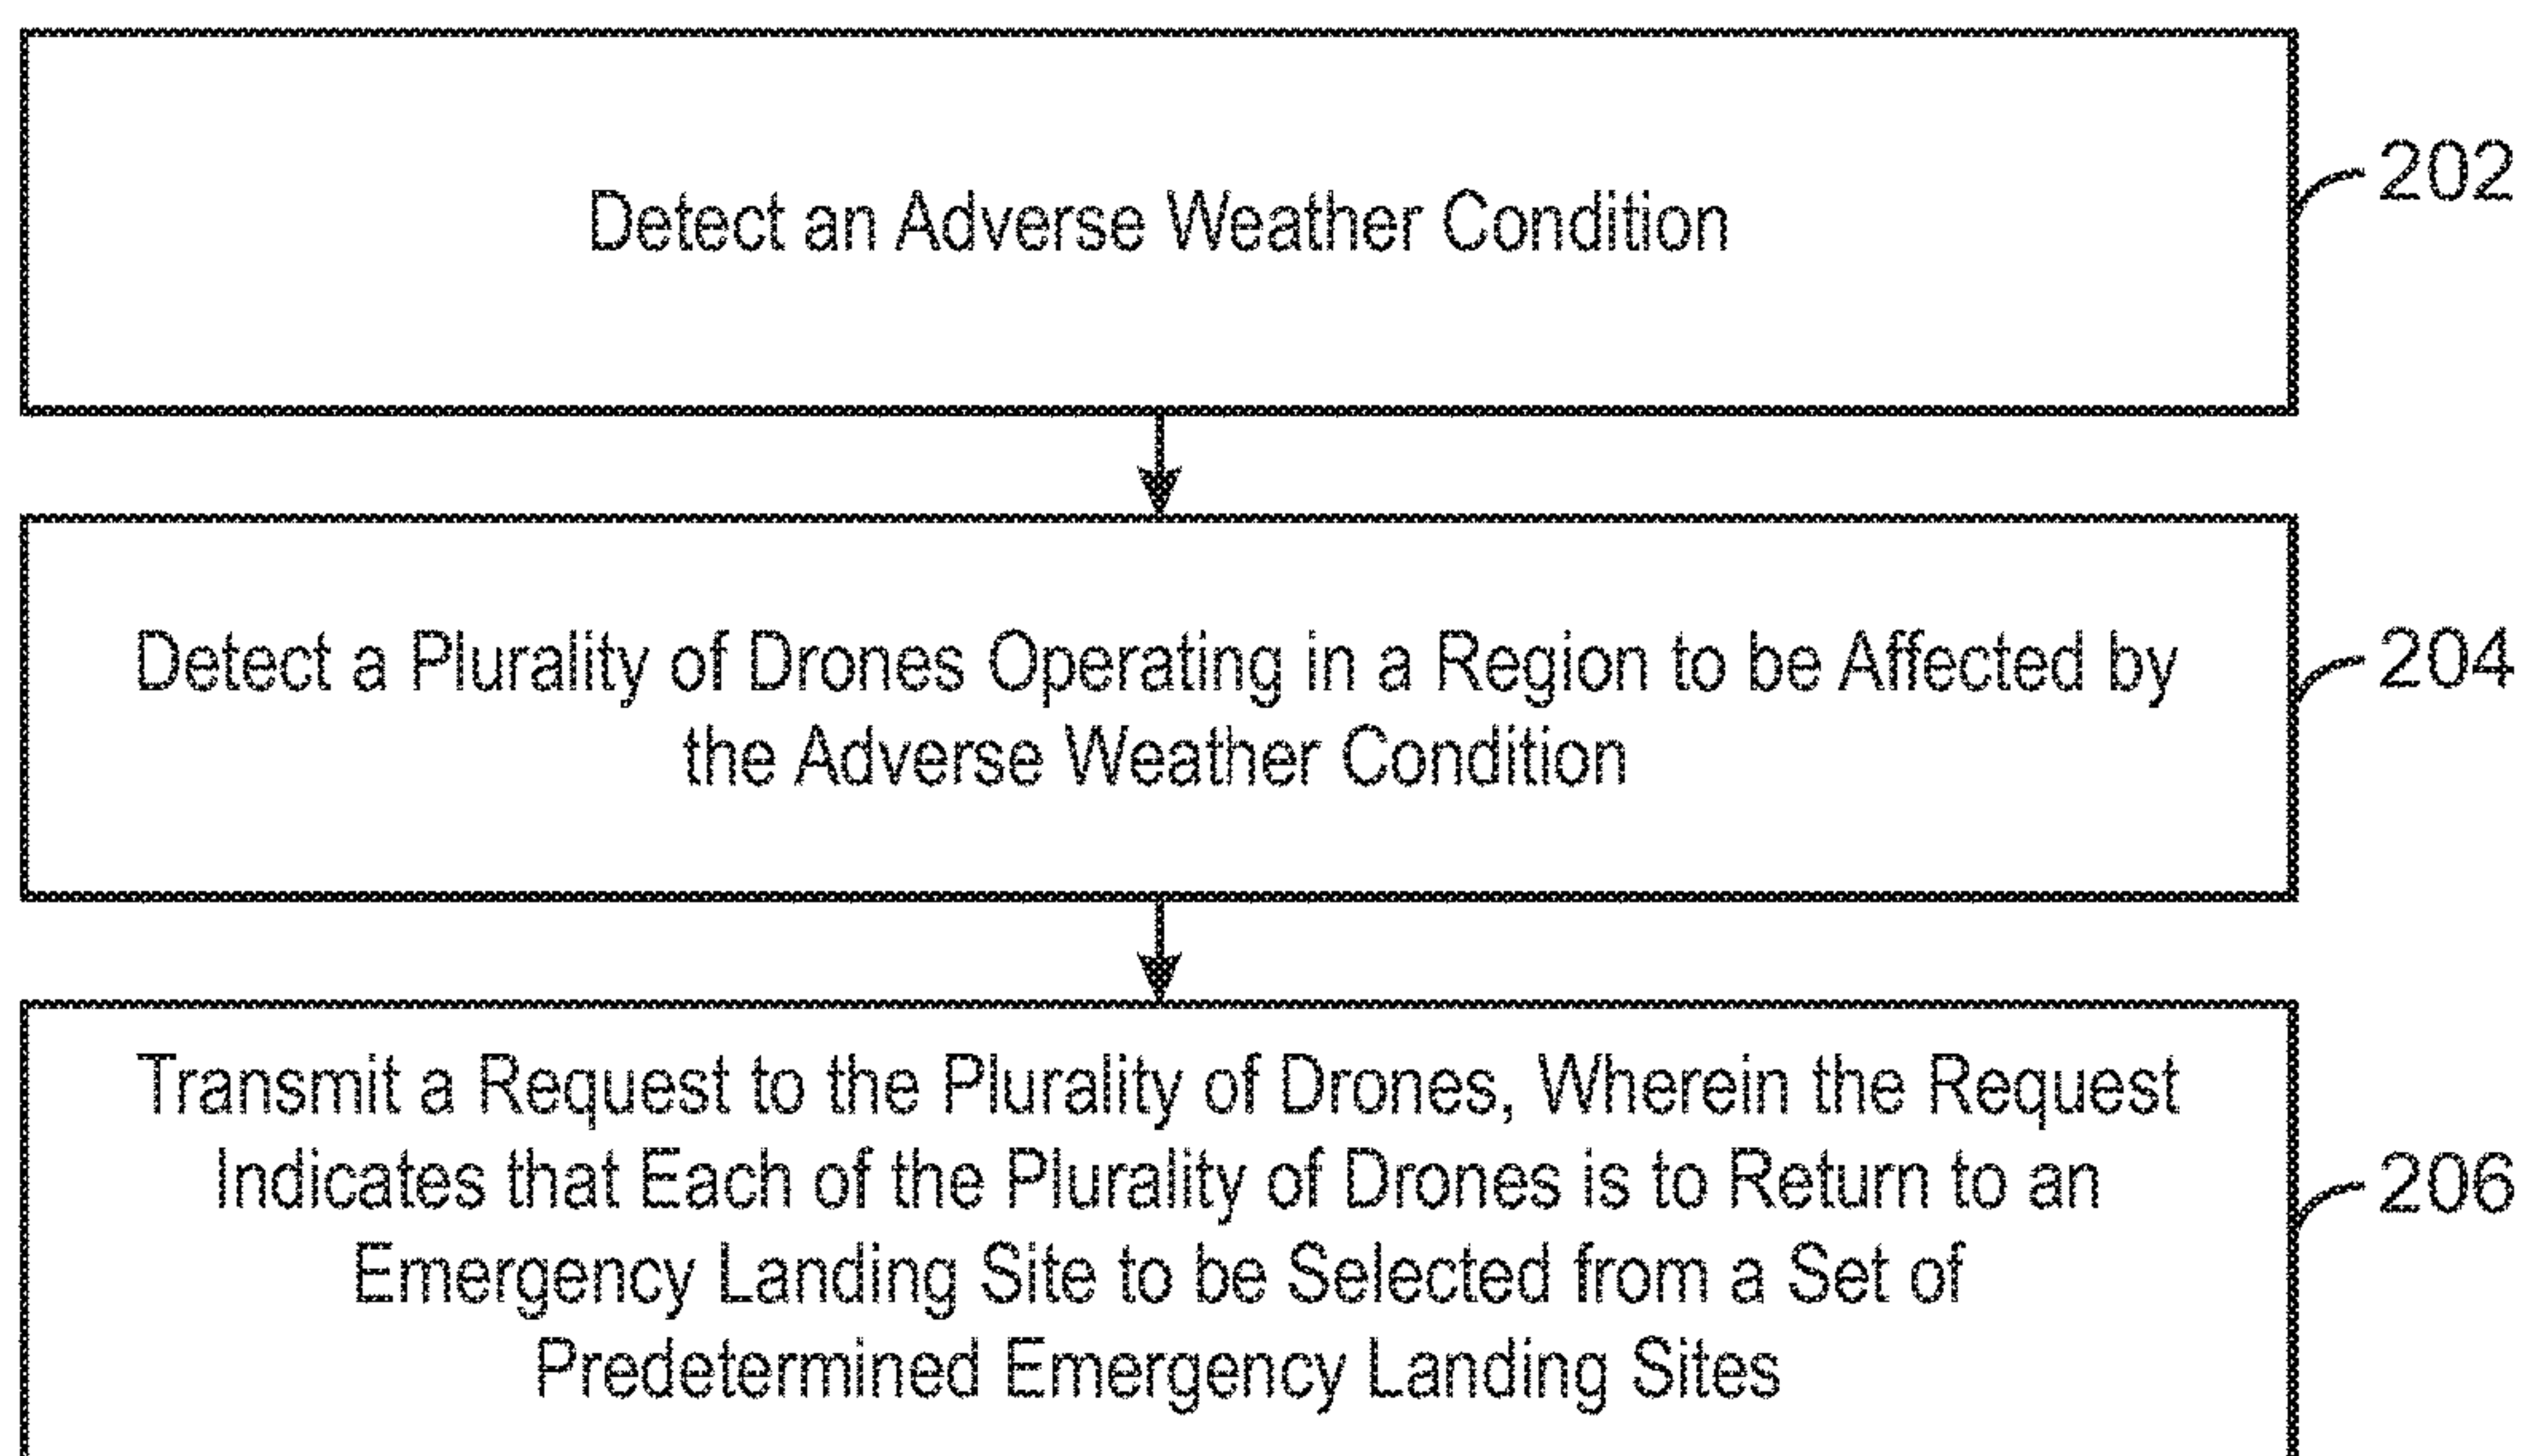 Detect an Adverse Weather Condition
202
Detect a Plurality of Drones Operating in a Region to be Affected by
the Adverse Weather Condition
204
Transmit a Request to the Plurality of Drones, Wherein the Request
Indicates that Each of the Plurality of Drones is to Return to an
Emergency Landing Site to be Selected from a Set of
Predetermined Emergency Landing Sites
206